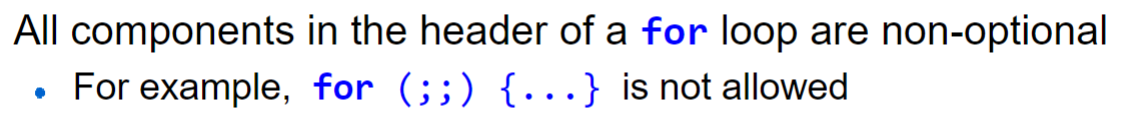 All components in the header of a for loop are non-optional
• For example, for (;;) {...} is not allowed